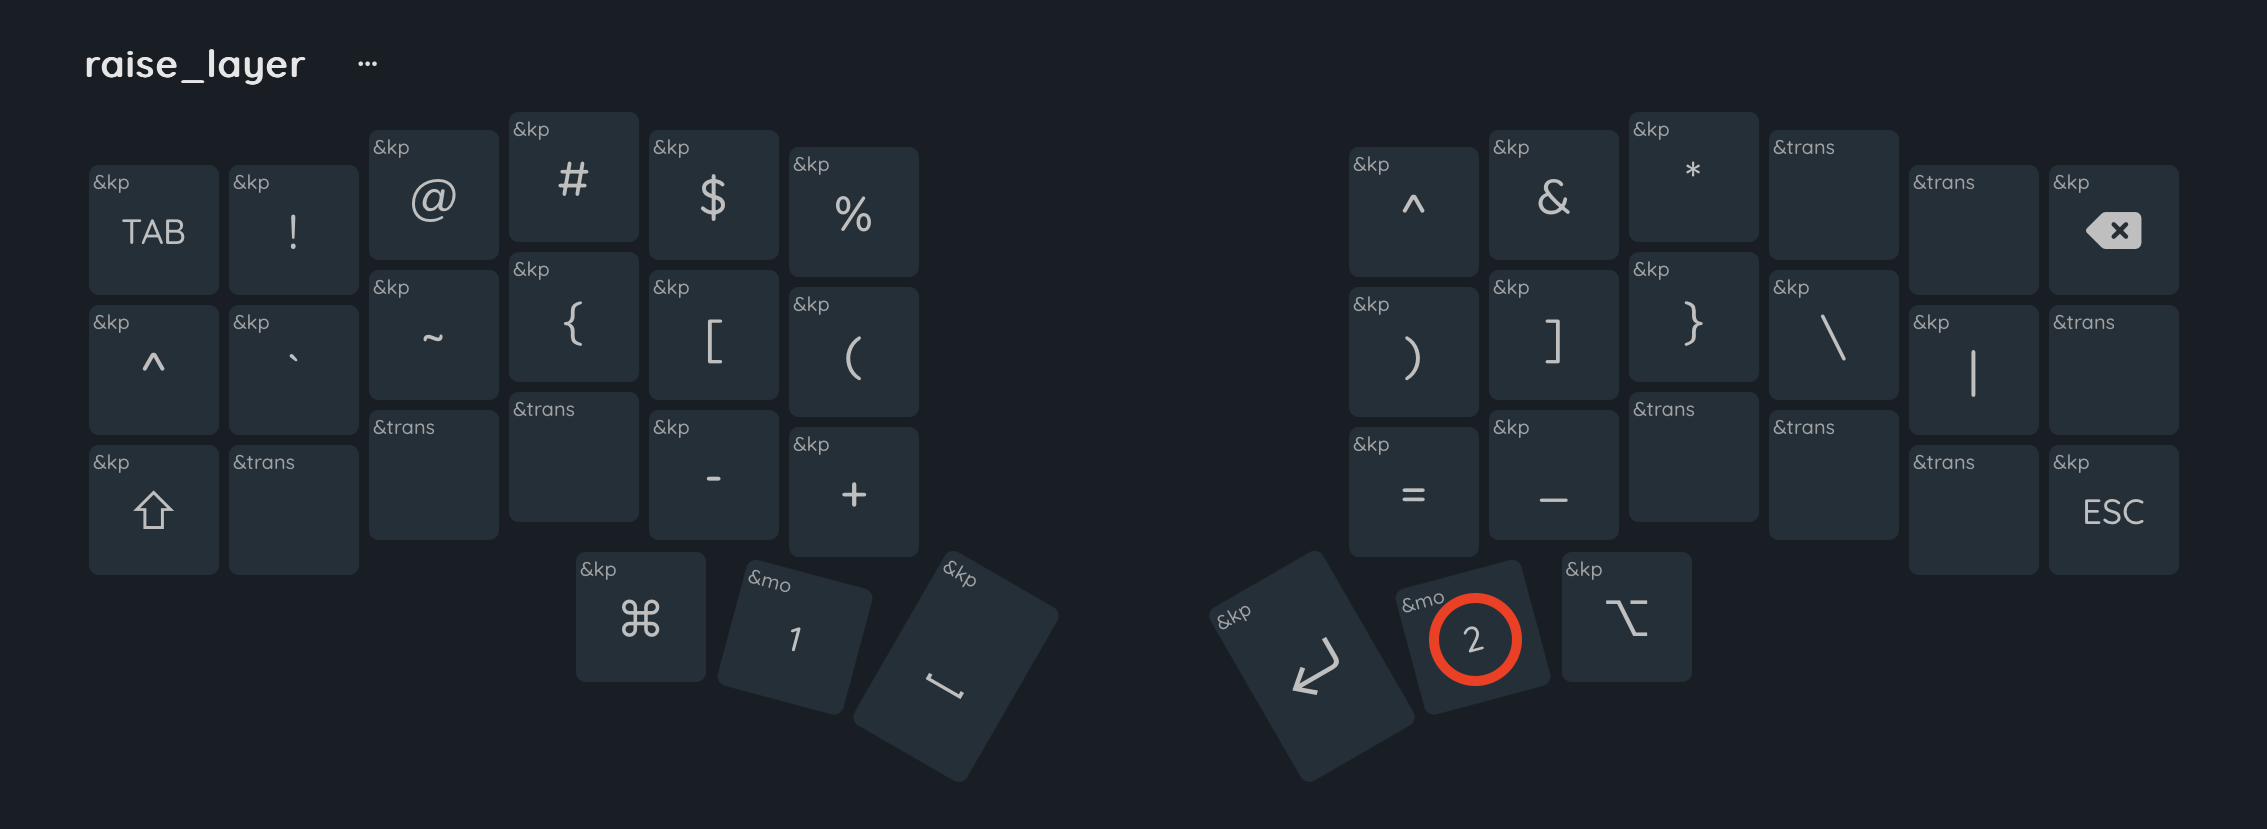 raise_layer ...
&kp TAB &kp ! &kp @ &kp # &kp $ &kp % &kp ^ &kp & &kp * &trans &trans &kp
&kp ^ &kp ` &kp ~ &kp { &kp [ &kp ( &kp ) &kp ] &kp } &kp \ &kp | &trans
&kp &trans &trans &trans &kp - &kp + &kp = &kp _ &trans &trans &trans &kp ESC
&kp ⌘ &mo 1 &kp &kp &mo 2 &kp ⌥